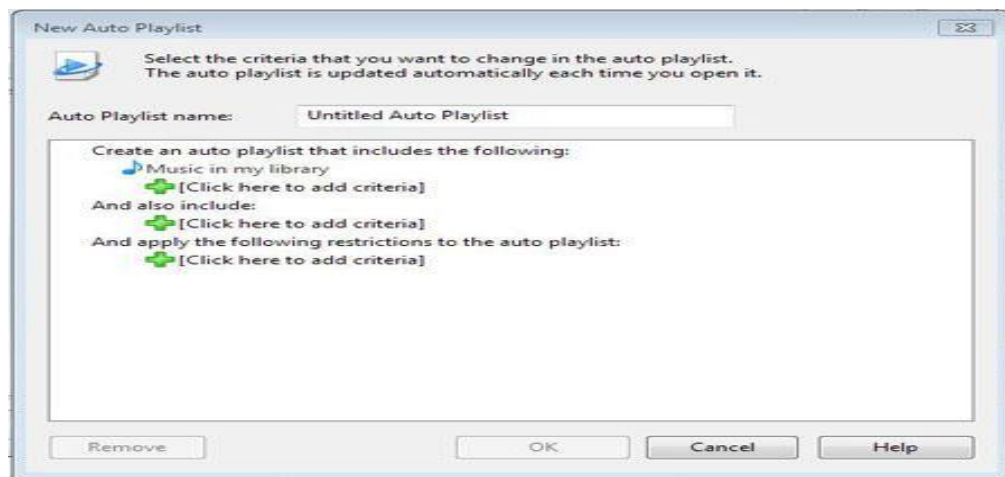 New Auto Playlist
Select the criteria that you want to change in the auto playlist.
The auto playlist is updated automatically each time you open it.
Auto Playlist name: Untitled Auto Playlist
Create an auto playlist that includes the following:
Music in my library
[Click here to add criteria]
And also include:
[Click here to add criteria]
And apply the following restrictions to the auto playlist:
[Click here to add criteria]
Remove OK Cancel Help